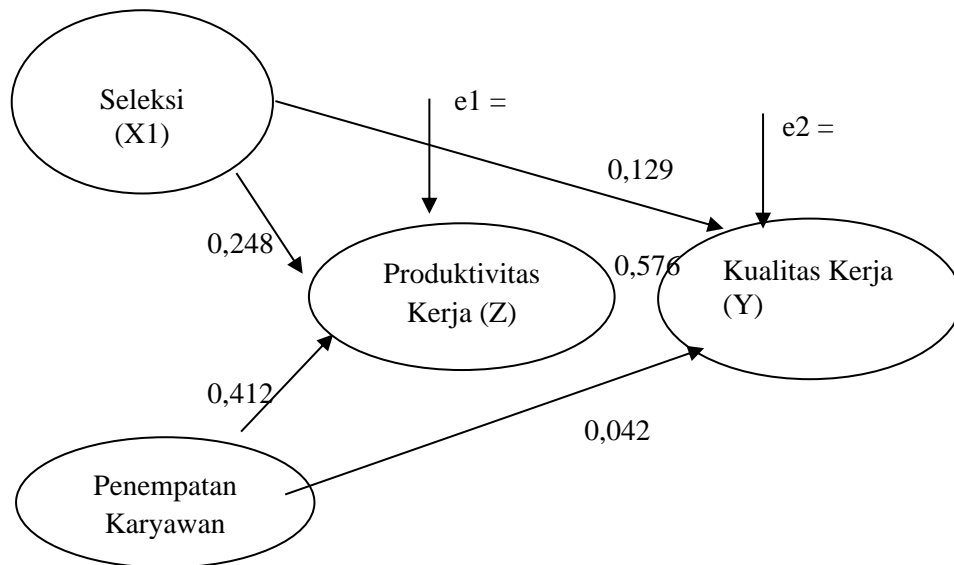 Seleksi
(X1)
e1 =
e2 =
0,129
0,248
Produktivitas
Kerja (Z)
0,576
Kualitas Kerja
(Y)
0,412
0,042
Penempatan
Karyawan